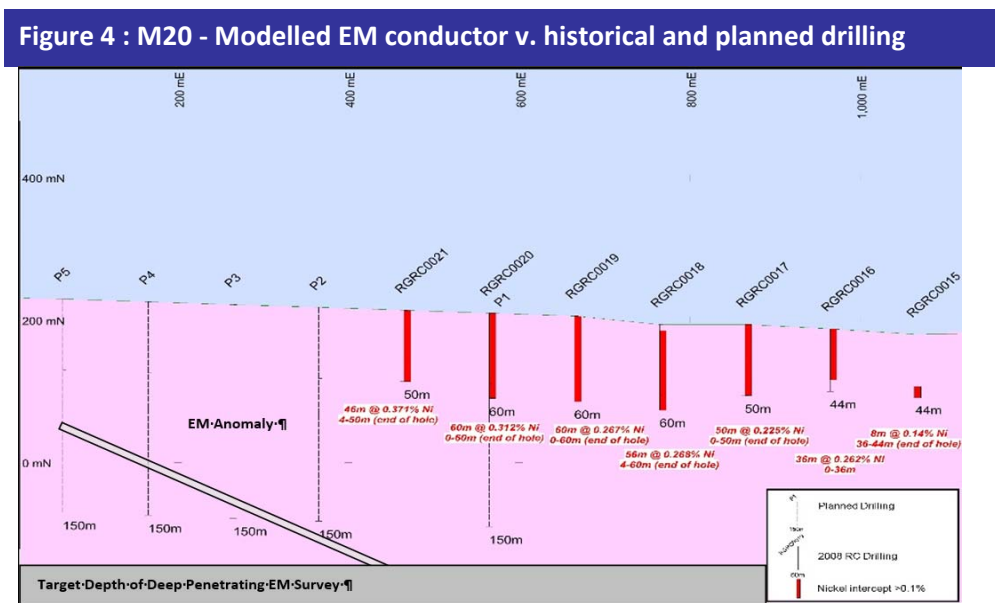 Figure 4 : M20 - Modelled EM conductor v. historical and planned drilling
200 mE
400 mE
600 mE
800 mE
1,000 mE
400 mN
P5
P4
P3
P2
RGRC0021
RGRC0020
P1
RGRC0019
RGRC0018
RGRC0017
RGRC0016
RGRC0015
200 mN
50m
46m @ 0.371% Ni
4-50m (end of hole)
60m
60m @ 0.312% Ni
0-60m (end of hole)
60m
60m @ 0.267% Ni
0-60m (end of hole)
60m
56m @ 0.268% Ni
4-60m (end of hole)
50m
50m @ 0.225% Ni
0-50m (end of hole)
44m
36m @ 0.262% Ni
0-36m
44m
8m @ 0.14% Ni
36-44m (end of hole)
EM·Anomaly·¶
0 mN
150m
150m
150m
150m
150m
Target·Depth·of·Deep·Penetrating·EM·Survey·¶
P1
150m
Planned Drilling
60m
2008 RC Drilling
Nickel intercept >0.1%